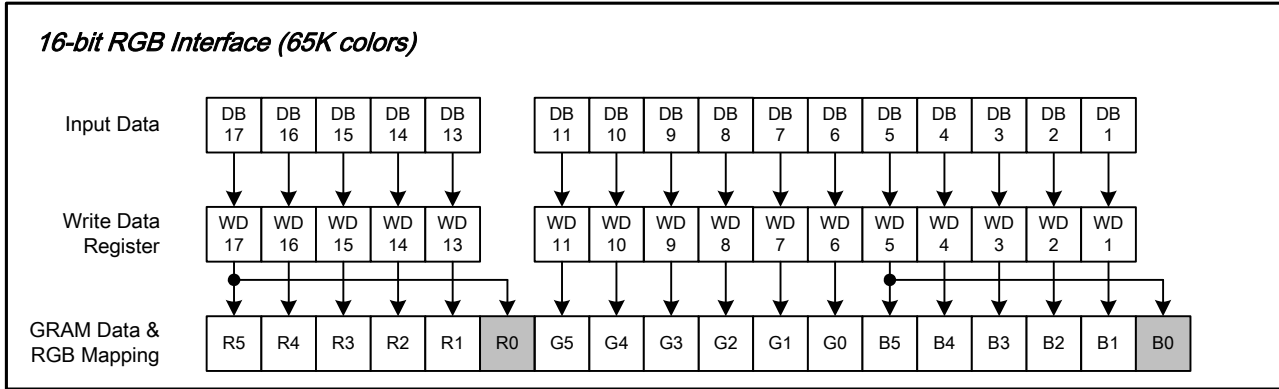 16-bit RGB Interface (65K colors)
Input Data
DB 17 DB 16 DB 15 DB 14 DB 13 DB 11 DB 10 DB 9 DB 8 DB 7 DB 6 DB 5 DB 4 DB 3 DB 2 DB 1
Write Data
Register
WD 17 WD 16 WD 15 WD 14 WD 13 WD 11 WD 10 WD 9 WD 8 WD 7 WD 6 WD 5 WD 4 WD 3 WD 2 WD 1
GRAM Data &
RGB Mapping
R5 R4 R3 R2 R1 R0 G5 G4 G3 G2 G1 G0 B5 B4 B3 B2 B1 B0